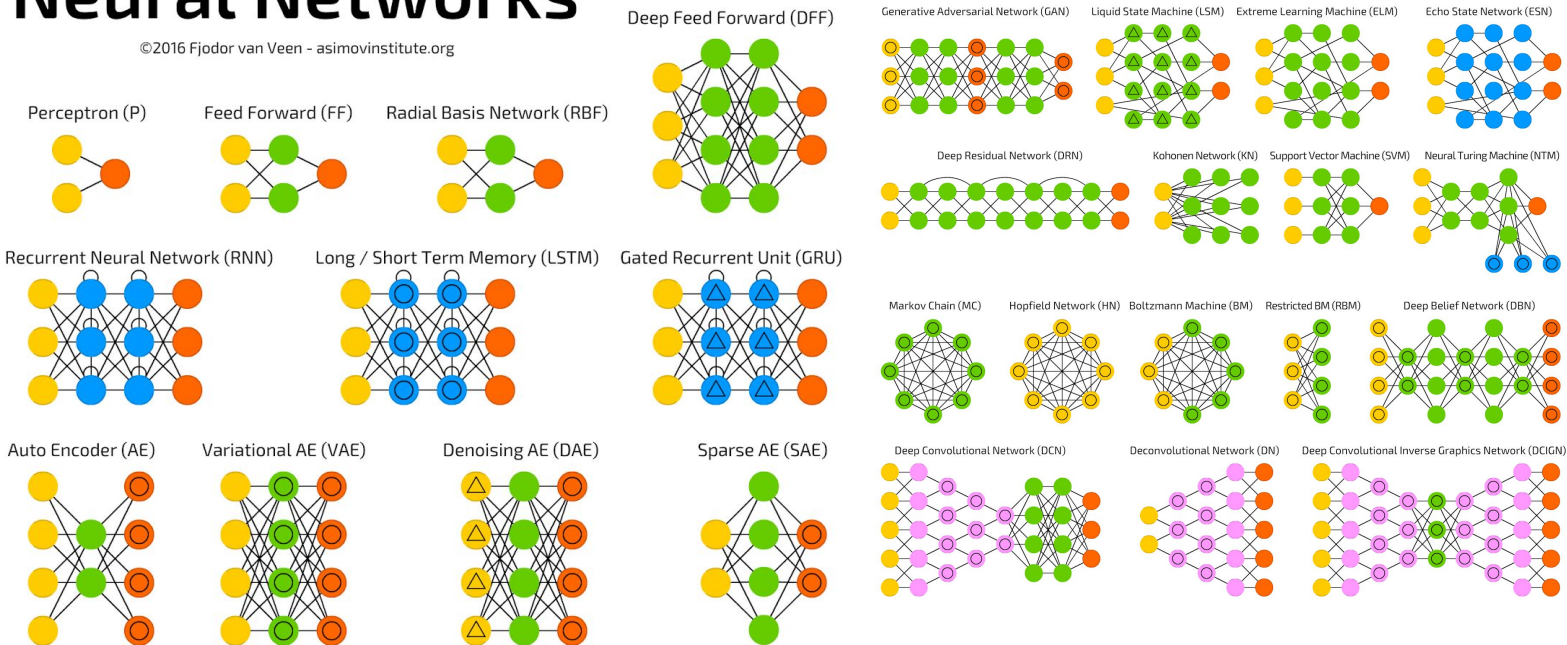 Neural Networks
©2016 Fjodor van Veen - asimovinstitute.org
Deep Feed Forward (DFF)
Perceptron (P)
Feed Forward (FF)
Radial Basis Network (RBF)
Recurrent Neural Network (RNN)
Long / Short Term Memory (LSTM)
Gated Recurrent Unit (GRU)
Auto Encoder (AE)
Variational AE (VAE)
Denoising AE (DAE)
Sparse AE (SAE)
Generative Adversarial Network (GAN)
Liquid State Machine (LSM)
Extreme Learning Machine (ELM)
Echo State Network (ESN)
Deep Residual Network (DRN)
Kohonen Network (KN)
Support Vector Machine (SVM)
Neural Turing Machine (NTM)
Markov Chain (MC)
Hopfield Network (HN)
Boltzmann Machine (BM)
Restricted BM (RBM)
Deep Belief Network (DBN)
Deep Convolutional Network (DCN)
Deconvolutional Network (DN)
Deep Convolutional Inverse Graphics Network (DCIGN)